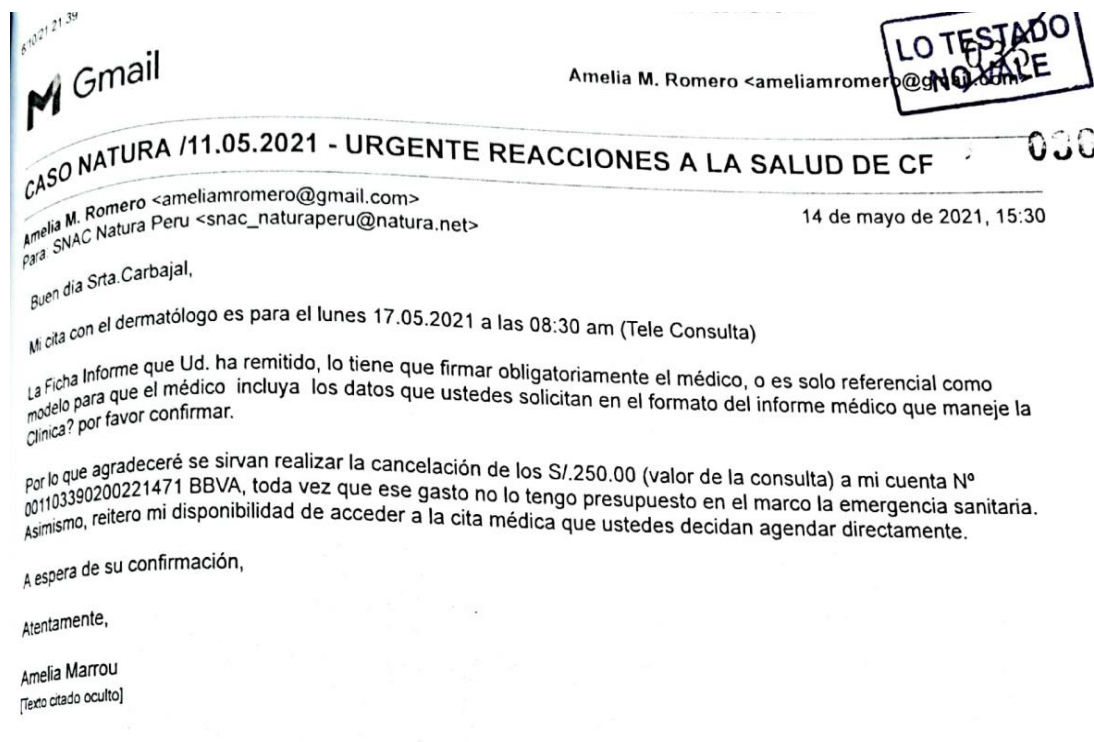 6/10/21 21:39
LO TESTADO
NO VALE
Gmail
Amelia M. Romero <ameliamromero@gmail.com>
030
CASO NATURA /11.05.2021 - URGENTE REACCIONES A LA SALUD DE CF
Amelia M. Romero <ameliamromero@gmail.com>
14 de mayo de 2021, 15:30
Para: SNAC Natura Peru <snac_naturaperu@natura.net>
Buen dia Srta.Carbajal,
Mi cita con el dermatólogo es para el lunes 17.05.2021 a las 08:30 am (Tele Consulta)
La Ficha Informe que Ud. ha remitido, lo tiene que firmar obligatoriamente el médico, o es solo referencial como
modelo para que el médico incluya los datos que ustedes solicitan en el formato del informe médico que maneje la
Clinica? por favor confirmar.
Por lo que agradeceré se sirvan realizar la cancelación de los S/.250.00 (valor de la consulta) a mi cuenta Nº
001103390200221471 BBVA, toda vez que ese gasto no lo tengo presupuesto en el marco la emergencia sanitaria.
Asimismo, reitero mi disponibilidad de acceder a la cita médica que ustedes decidan agendar directamente.
A espera de su confirmación,
Atentamente,
Amelia Marrou
[Texto citado oculto]